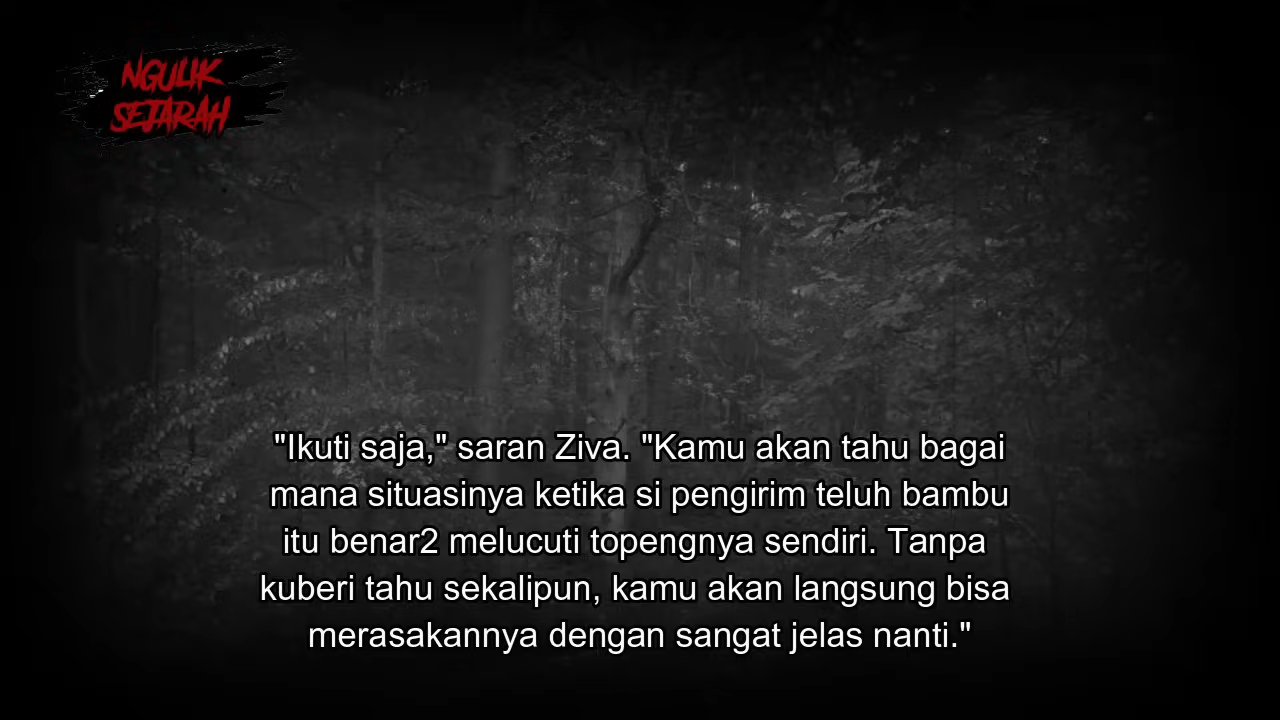 NGULIK
SEJARAH
"Ikuti saja," saran Ziva. "Kamu akan tahu bagai
mana situasinya ketika si pengirim teluh bambu
itu benar2 melucuti topengnya sendiri. Tanpa
kuberi tahu sekalipun, kamu akan langsung bisa
merasakannya dengan sangat jelas nanti."